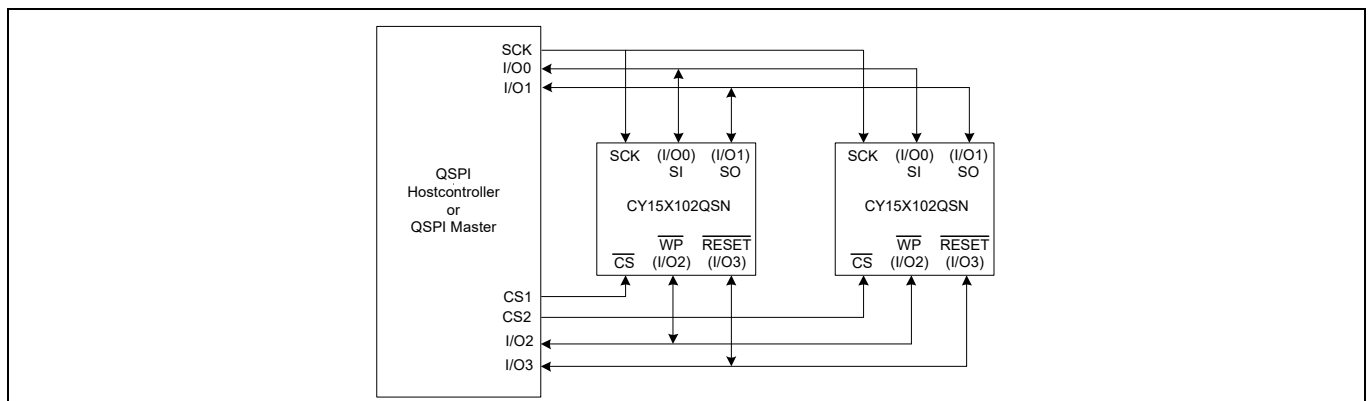 SCK
I/O0
I/O1
QSPI
Hostcontroller
or
QSPI Master
CS1
CS2
I/O2
I/O3
SCK (I/O0) (I/O1)
SI SO
CY15X102QSN
WP RESET
CS (I/O2) (I/O3)
SCK (I/O0) (I/O1)
SI SO
CY15X102QSN
WP RESET
CS (I/O2) (I/O3)